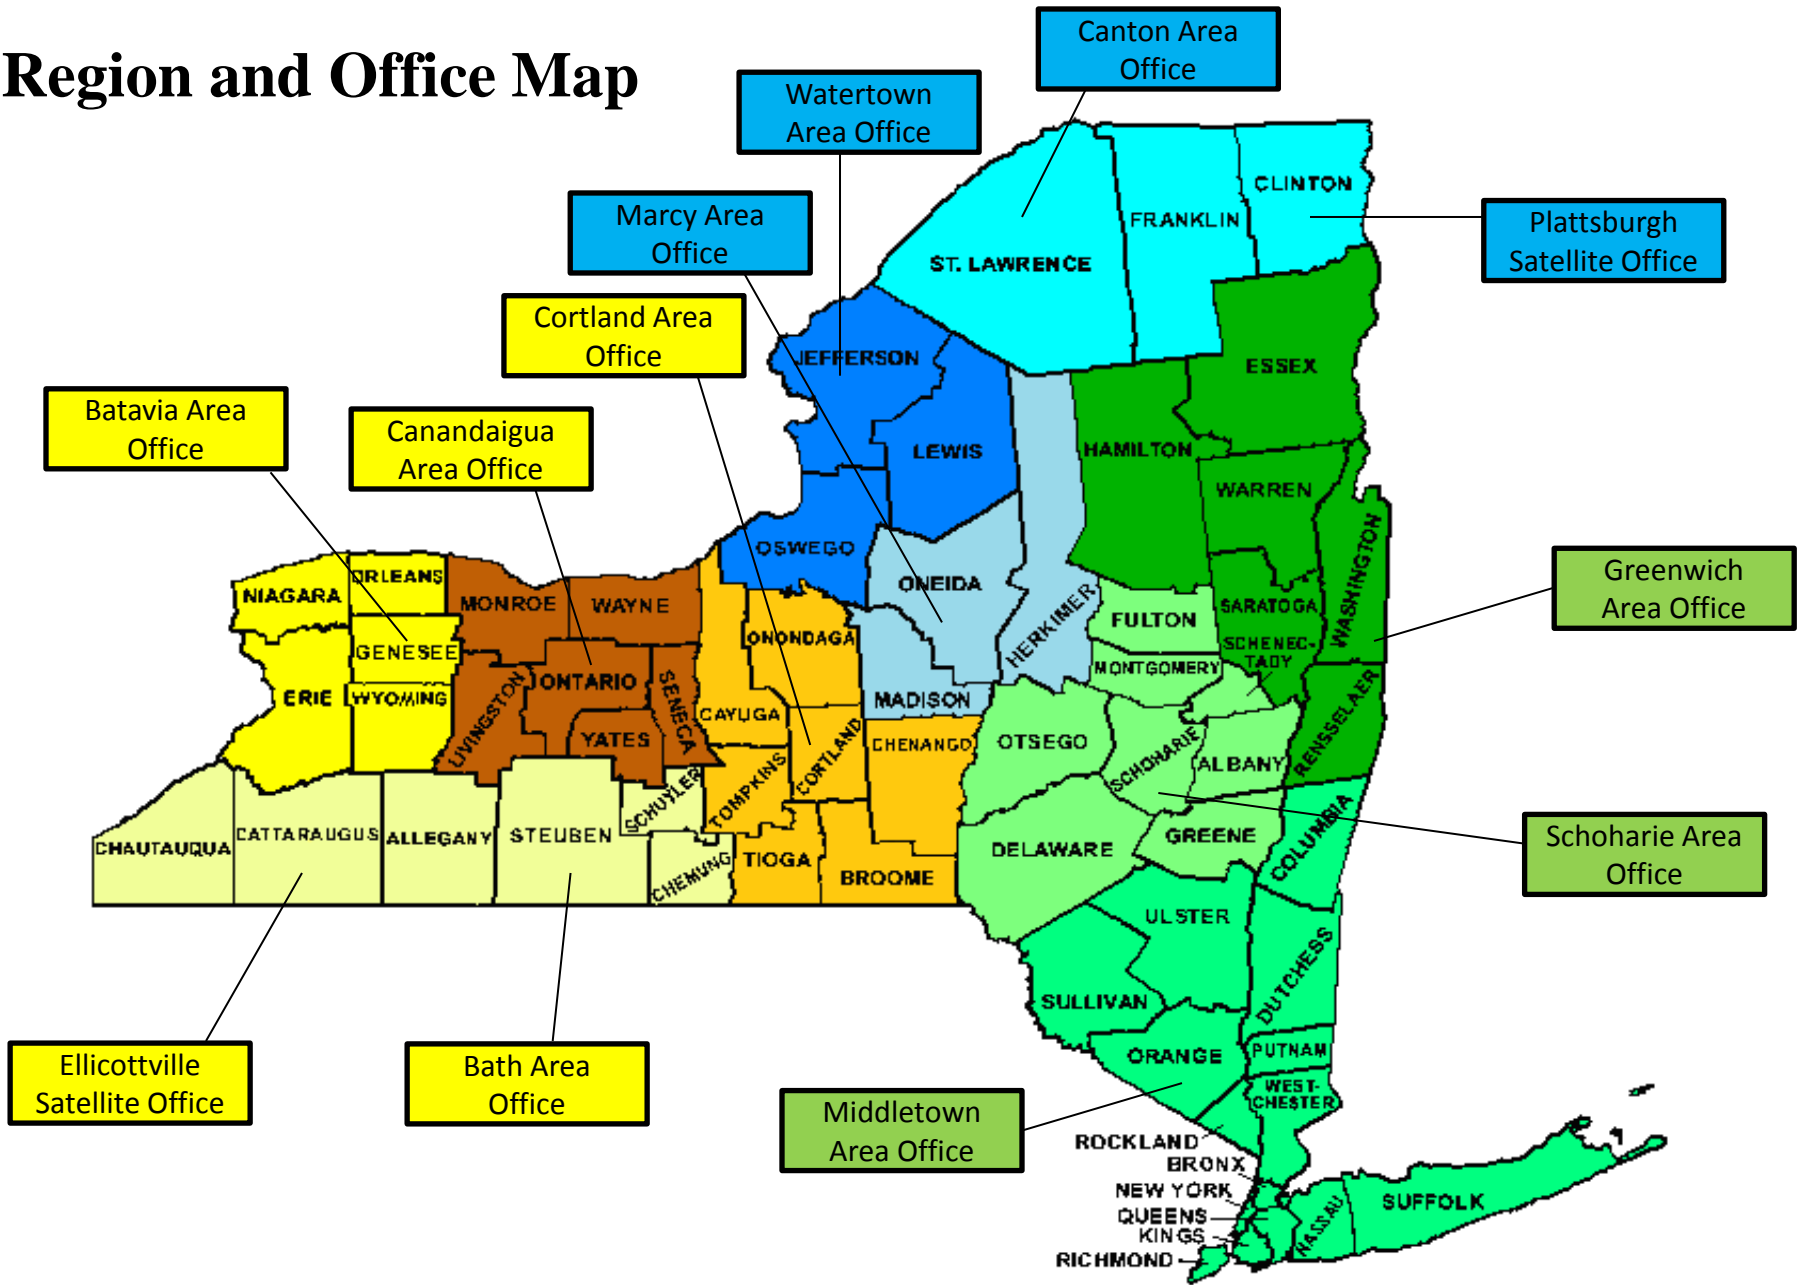 Region and Office Map
Canton Area
Office
Watertown
Area Office
Marcy Area
Office
Plattsburgh
Satellite Office
Cortland Area
Office
Batavia Area
Office
Canandaigua
Area Office
Greenwich
Area Office
Schoharie Area
Office
Ellicottville
Satellite Office
Bath Area
Office
Middletown
Area Office
CLINTON
FRANKLIN
ST. LAWRENCE
JEFFERSON
ESSEX
LEWIS
HAMILTON
WARREN
OSWEGO
ONEIDA
HERKIMER
WASHINGTON
SARATOGA
FULTON
SCHENEC-
TADY
MONTGOMERY
NIAGARA
ORLEANS
MONROE
WAYNE
ONONDAGA
GENESEE
ERIE
WYOMING
LIVINGSTON
ONTARIO
SENECA
YATES
CAYUGA
MADISON
CORTLAND
CHENANGO
OTSEGO
SCHOHARIE
ALBANY
RENSSELAER
TOMPKINS
SCHUYLER
CHAUTAUQUA
CATTARAUGUS
ALLEGANY
STEUBEN
CHEMUNG
TIOGA
BROOME
DELAWARE
GREENE
COLUMBIA
ULSTER
DUTCHESS
SULLIVAN
ORANGE
PUTNAM
WEST-
CHESTER
ROCKLAND
BRONX
NEW YORK
QUEENS
KINGS
RICHMOND
NASSAU
SUFFOLK